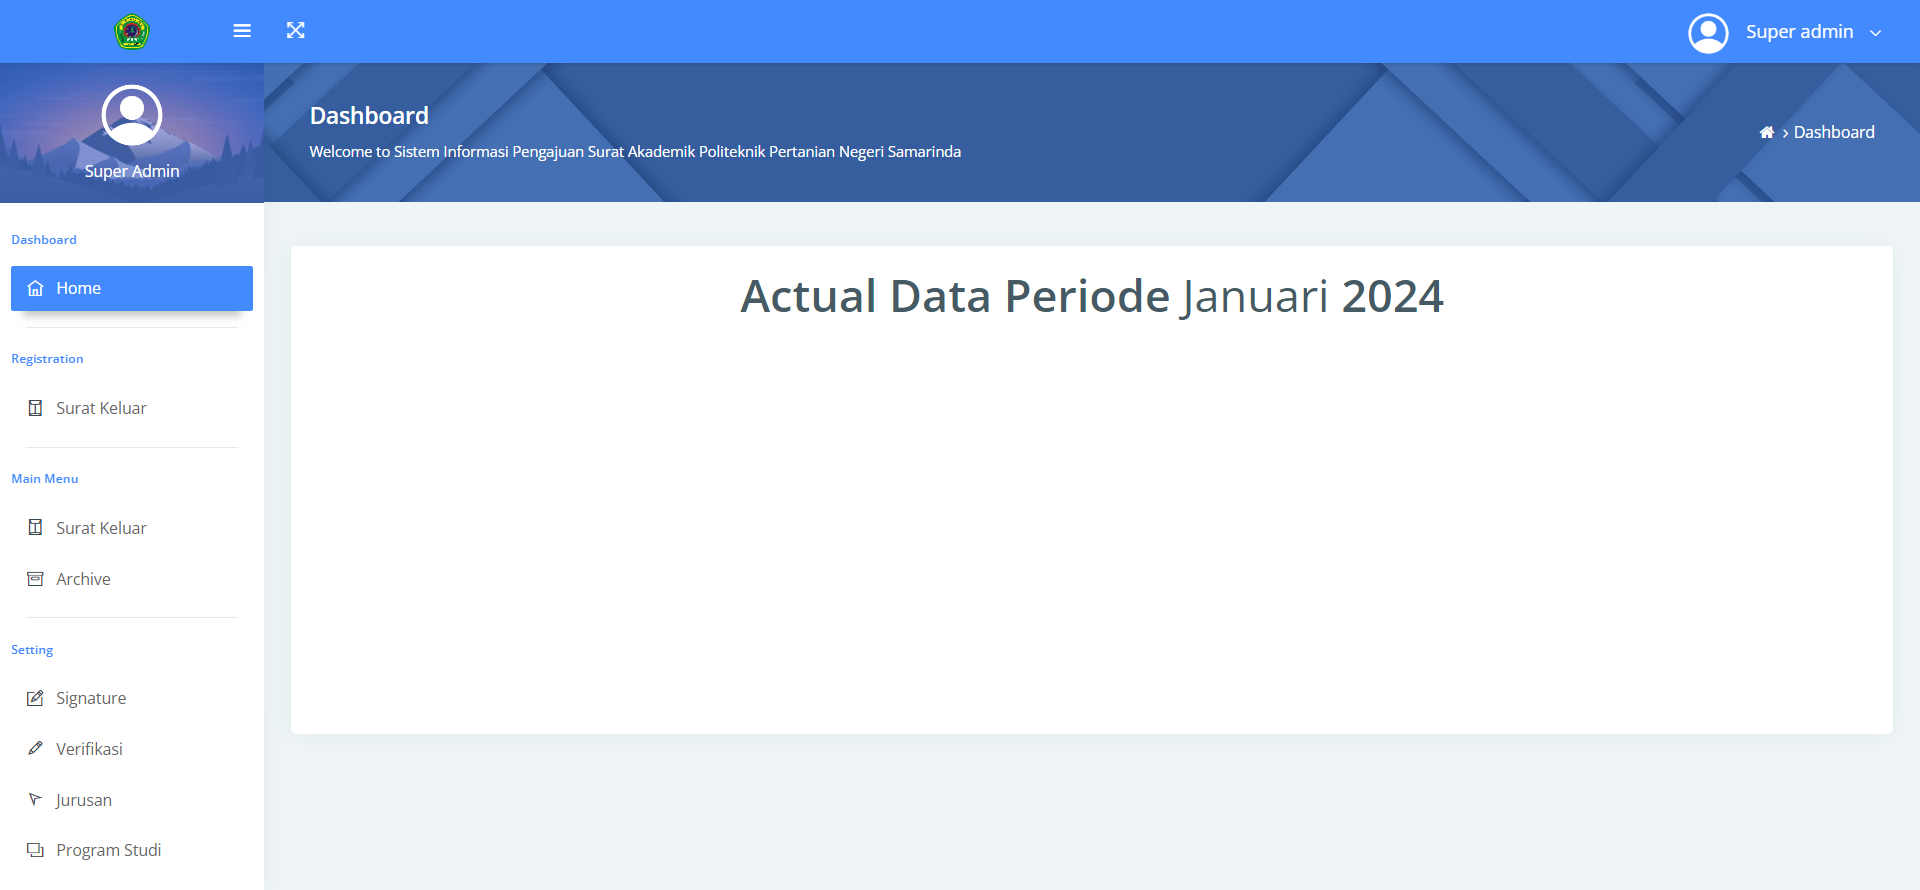 Super admin
Super Admin
Dashboard
Welcome to Sistem Informasi Pengajuan Surat Akademik Politeknik Pertanian Negeri Samarinda
Dashboard
Dashboard
Home
Registration
Surat Keluar
Main Menu
Surat Keluar
Archive
Setting
Signature
Verifikasi
Jurusan
Program Studi
Actual Data Periode Januari 2024